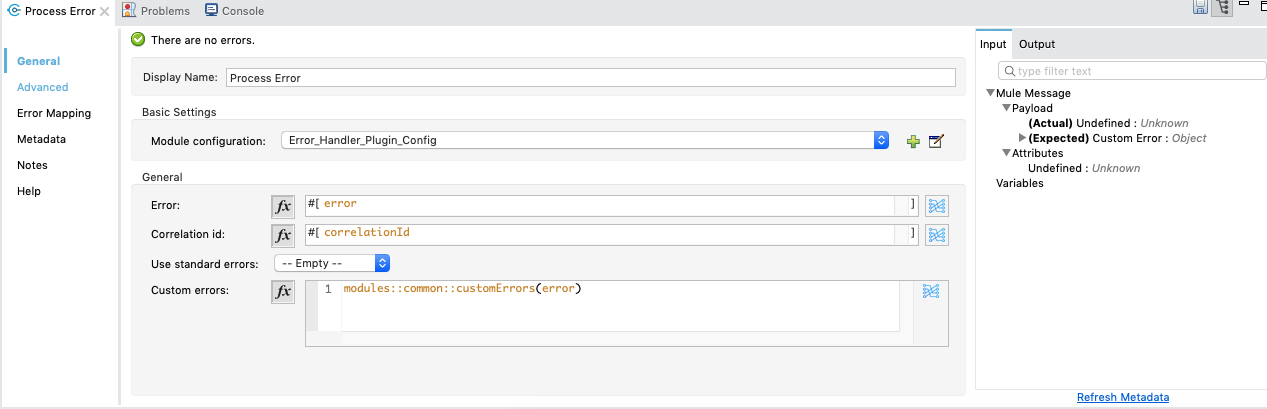 Process Error
Problems
Console
General
Advanced
Error Mapping
Metadata
Notes
Help
There are no errors.
Display Name: Process Error
Basic Settings
Module configuration: Error_Handler_Plugin_Config
General
Error: fx #[ error ]
Correlation id: fx #[ correlationId ]
Use standard errors: -- Empty --
Custom errors: fx 1 modules::common::customErrors(error)
Input Output
type filter text
Mule Message
Payload
(Actual) Undefined : Unknown
(Expected) Custom Error : Object
Attributes
Undefined : Unknown
Variables
Refresh Metadata